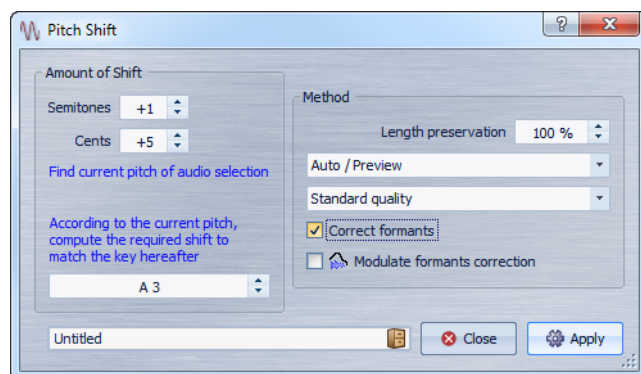 Pitch Shift
?
Amount of Shift
Semitones +1
Cents +5
Find current pitch of audio selection
According to the current pitch,
compute the required shift to
match the key hereafter
A 3
Method
Length preservation 100 %
Auto / Preview
Standard quality
Correct formants
Modulate formants correction
Untitled
Close
Apply